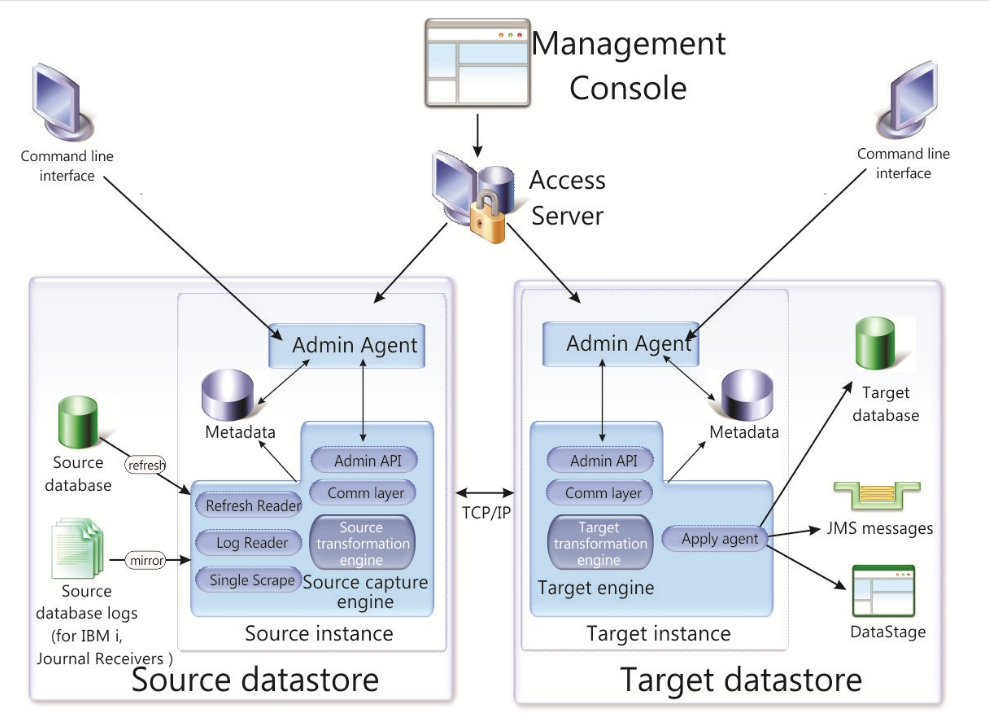 Management
Console
Command line
interface
Command line
interface
Access
Server
Admin Agent
Metadata
Source
database
refresh
Admin API
Comm layer
Refresh Reader
Log Reader
Single Scrape
Source
transformation
engine
Source capture
engine
mirror
Source
database logs
(for IBM i,
Journal Receivers )
Source instance
Source datastore
TCP/IP
Admin Agent
Metadata
Admin API
Comm layer
Target
transformation
engine
Apply agent
Target engine
Target instance
Target database
JMS messages
DataStage
Target datastore